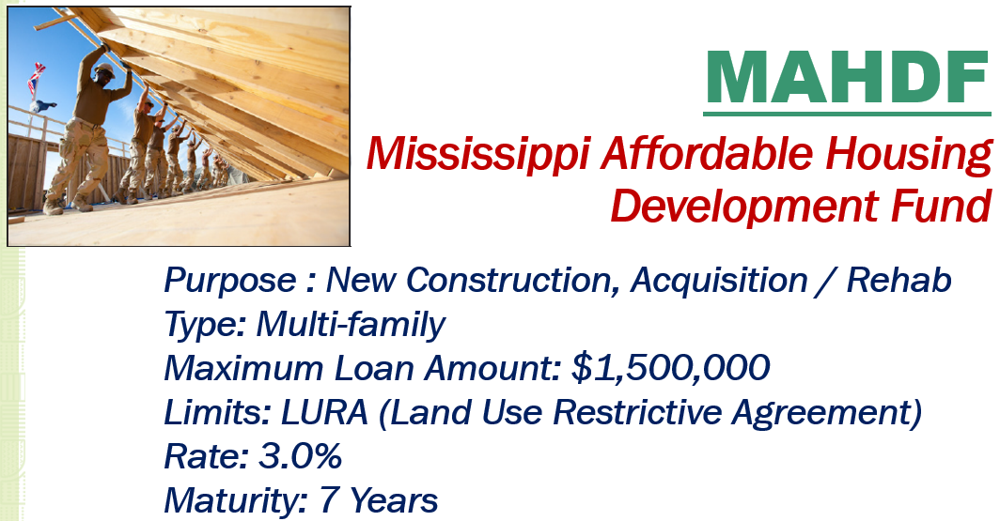 MAHDF
Mississippi Affordable Housing
Development Fund
Purpose : New Construction, Acquisition / Rehab
Type: Multi-family
Maximum Loan Amount: $1,500,000
Limits: LURA (Land Use Restrictive Agreement)
Rate: 3.0%
Maturity: 7 Years